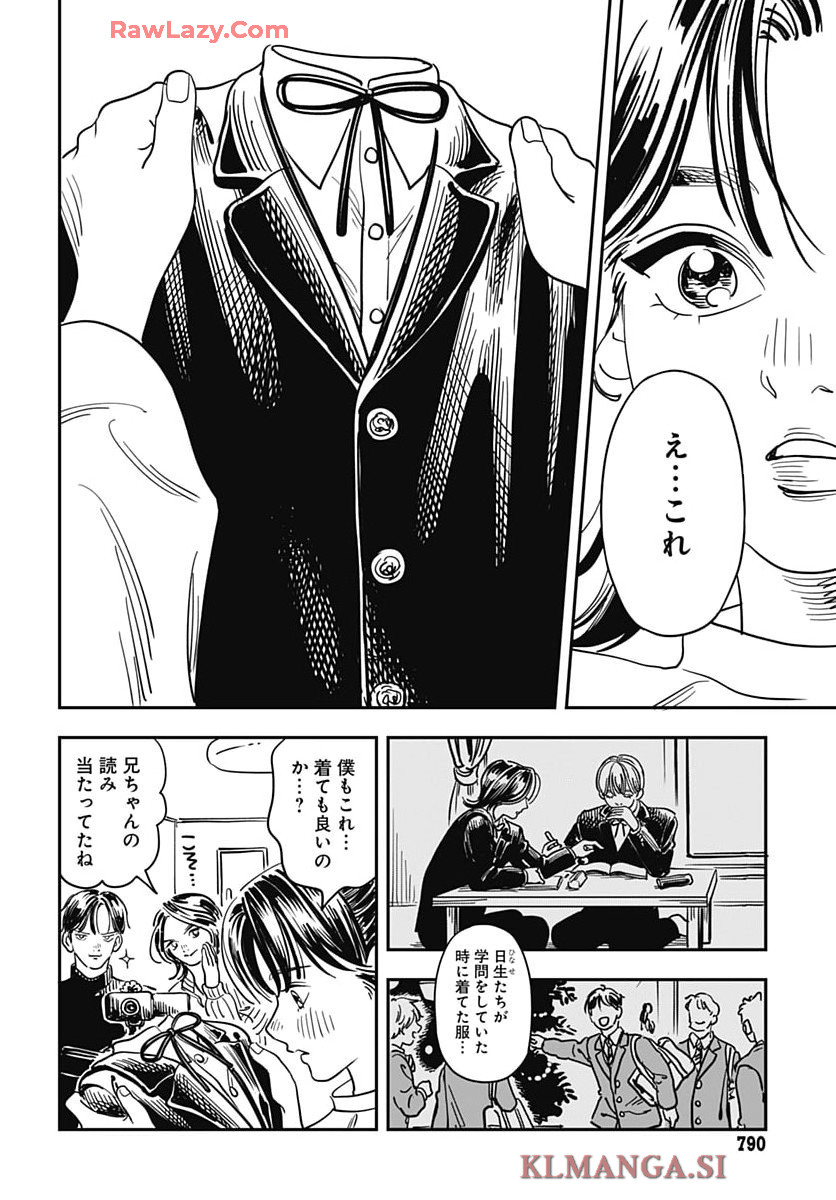 RawLazy.Com
え…これ
日生たちが
ひなせ
学問をしていた
時に着てた服…
僕もこれ…
着ても良いの
か…?
兄ちゃんの
読み
当たってたね
790
KLMANGA.SI